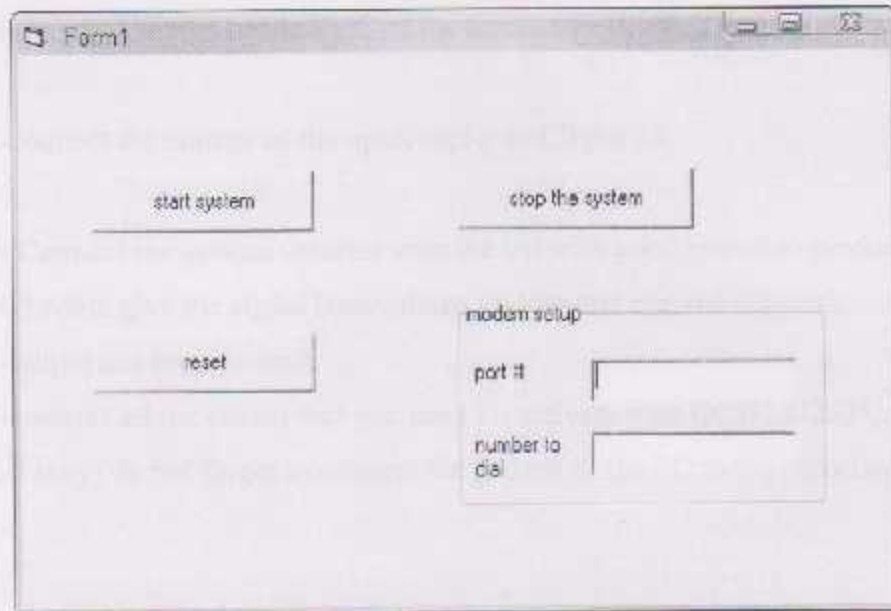 Form1
start system
stop the system
reset
modem setup
port #
number to
dial